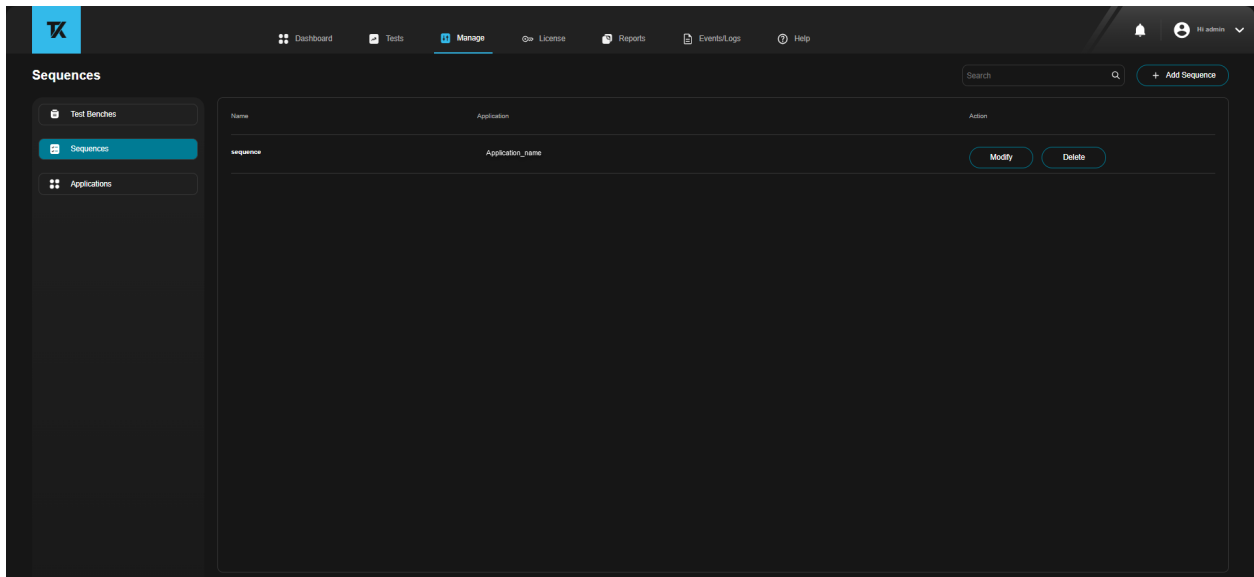 TK
Dashboard Tests Manage License Reports Events/Logs Help Hi admin
Sequences Search + Add Sequence
Test Benches
Sequences
Applications
Name Application Action
sequence Application_name Modify Delete